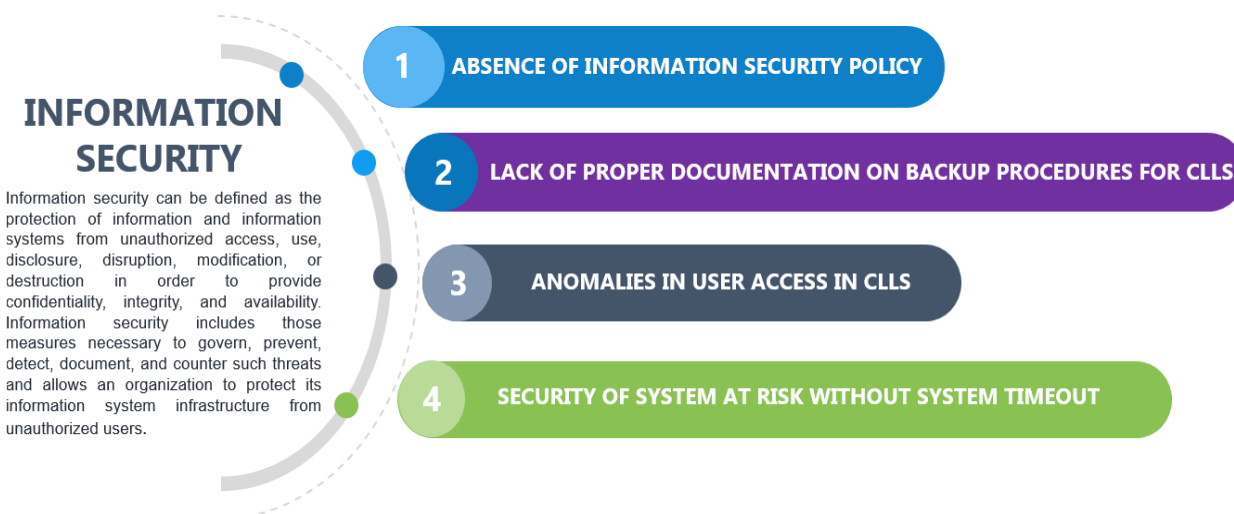 INFORMATION
SECURITY
Information security can be defined as the
protection of information and information
systems from unauthorized access, use,
disclosure, disruption, modification, or
destruction in order to provide
confidentiality, integrity, and availability.
Information security includes those
measures necessary to govern, prevent,
detect, document, and counter such threats
and allows an organization to protect its
information system infrastructure from
unauthorized users.
1 ABSENCE OF INFORMATION SECURITY POLICY
2 LACK OF PROPER DOCUMENTATION ON BACKUP PROCEDURES FOR CLLS
3 ANOMALIES IN USER ACCESS IN CLLS
4 SECURITY OF SYSTEM AT RISK WITHOUT SYSTEM TIMEOUT